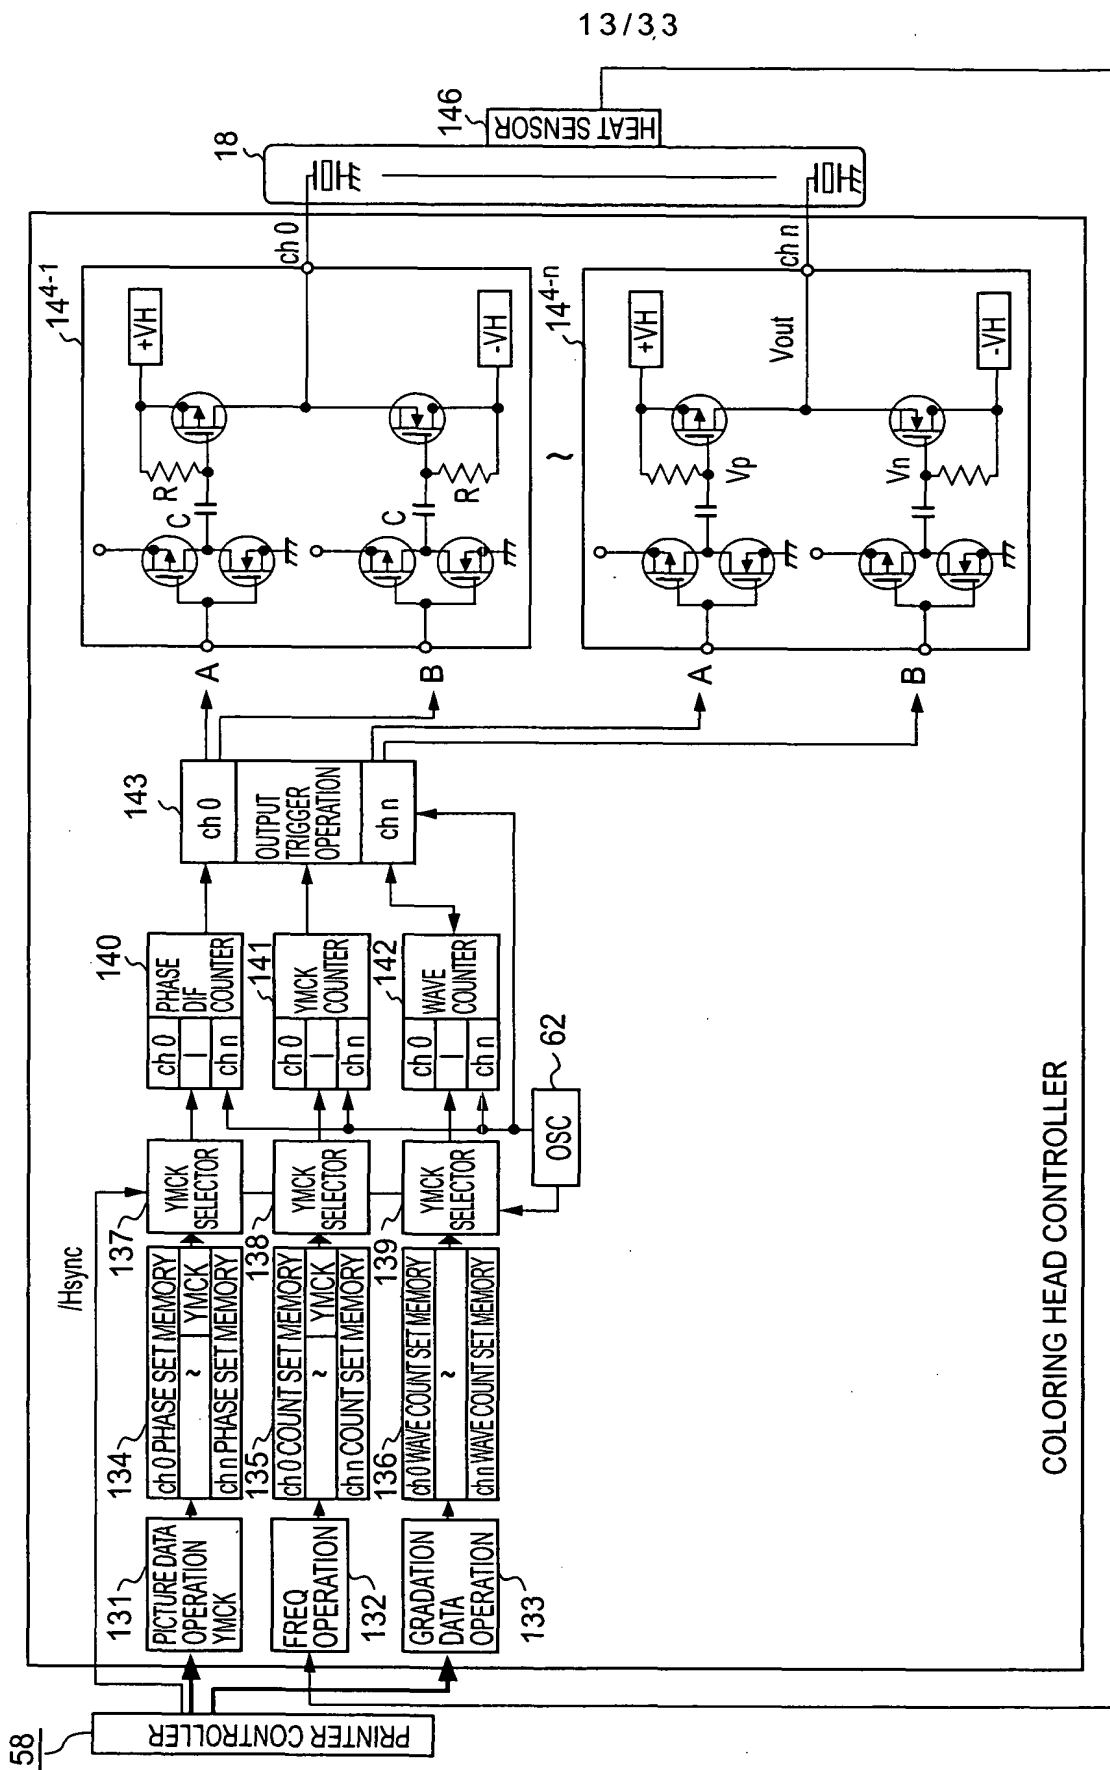 13/33
58
PRINTER CONTROLLER
/Hsync
131
PICTURE DATA
OPERATION
YMCK
132
FREQ
OPERATION
133
GRADATION
DATA
OPERATION
134
ch 0 PHASE SET MEMORY
~
YMCK
ch n PHASE SET MEMORY
135
ch 0 COUNT SET MEMORY
~
YMCK
ch n COUNT SET MEMORY
136
ch 0 WAVE COUNT SET MEMORY
~
ch n WAVE COUNT SET MEMORY
137
YMCK
SELECTOR
138
YMCK
SELECTOR
139
YMCK
SELECTOR
OSC
62
140
PHASE
DIF
COUNTER
ch 0
ch n
141
YMCK
COUNTER
ch 0
ch n
142
WAVE
COUNTER
ch 0
ch n
143
ch 0
OUTPUT
TRIGGER
OPERATION
ch n
144-1
A
B
C
R
+VH
C
R
-VH
ch 0
~
144-n
A
B
Vp
+VH
Vn
-VH
Vout
ch n
18
146
HEAT SENSOR
COLORING HEAD CONTROLLER